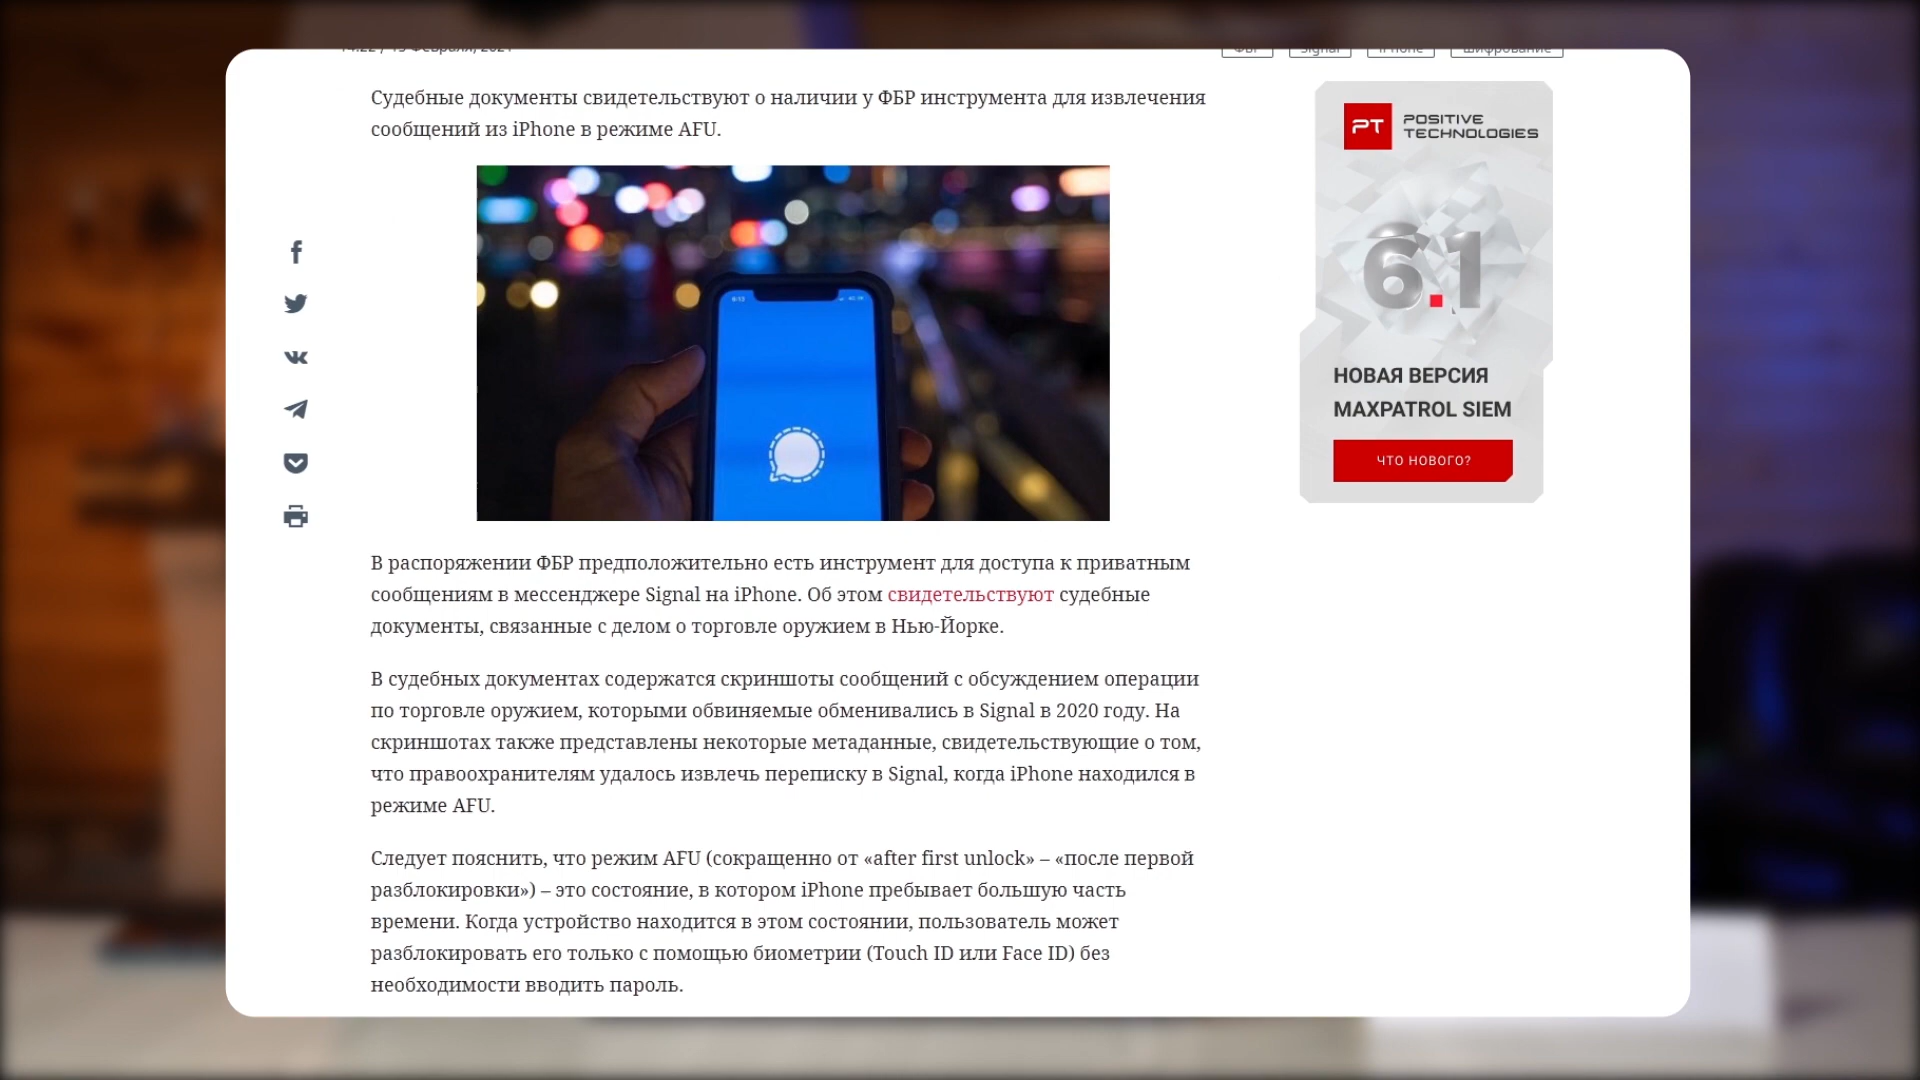 Судебные документы свидетельствуют о наличии у ФБР инструмента для извлечения
сообщений из iPhone в режиме AFU.
В распоряжении ФБР предположительно есть инструмент для доступа к приватным
сообщениям в мессенджере Signal на iPhone. Об этом свидетельствуют судебные
документы, связанные с делом о торговле оружием в Нью-Йорке.
В судебных документах содержатся скриншоты сообщений с обсуждением операции
по торговле оружием, которыми обвиняемые обменивались в Signal в 2020 году. На
скриншотах также представлены некоторые метаданные, свидетельствующие о том,
что правоохранителям удалось извлечь переписку в Signal, когда iPhone находился в
режиме AFU.
Следует пояснить, что режим AFU (сокращенно от «after first unlock» – «после первой
разблокировки») – это состояние, в котором iPhone пребывает большую часть
времени. Когда устройство находится в этом состоянии, пользователь может
разблокировать его только с помощью биометрии (Touch ID или Face ID) без
необходимости вводить пароль.
PT POSITIVE
TECHNOLOGIES
6.1
НОВАЯ ВЕРСИЯ
MAXPATROL SIEM
ЧТО НОВОГО?